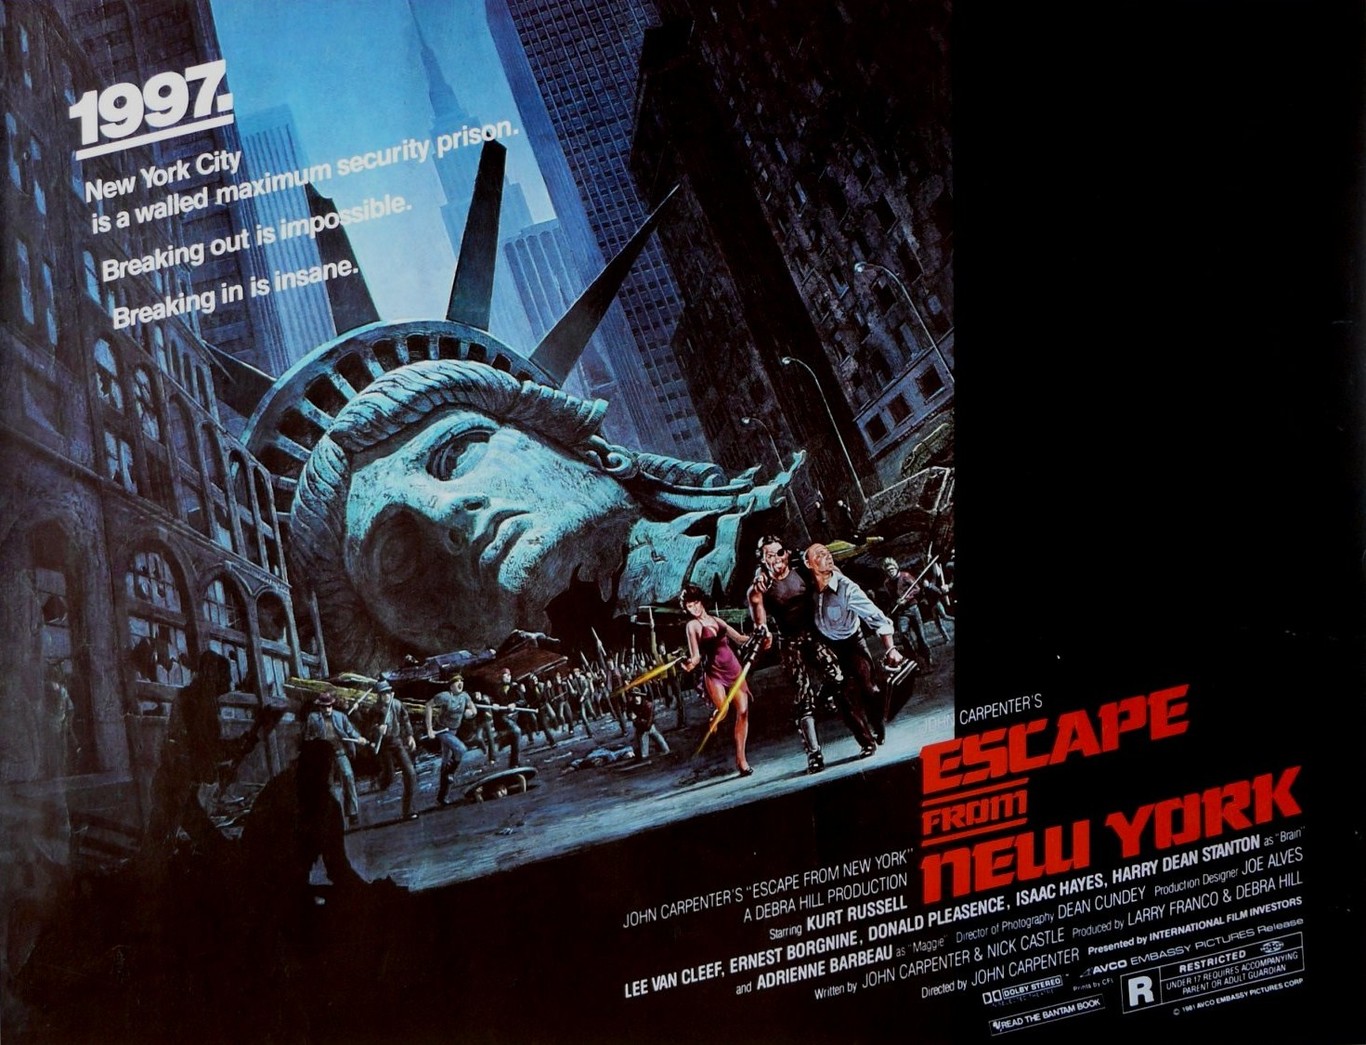 1997.
New York City
is a walled maximum security prison.
Breaking out is impossible.
Breaking in is insane.
JOHN CARPENTER'S
ESCAPE
FROM
NEW YORK
JOHN CARPENTER'S "ESCAPE FROM NEW YORK"
A DEBRA HILL PRODUCTION
Starring KURT RUSSELL
LEE VAN CLEEF, ERNEST BORGNINE, DONALD PLEASENCE, ISAAC HAYES, HARRY DEAN STANTON as "Brain"
and ADRIENNE BARBEAU as "Maggie" Director of Photography DEAN CUNDEY Production Designer JOE ALVES
Written by JOHN CARPENTER & NICK CASTLE Produced by LARRY FRANCO & DEBRA HILL
Directed by JOHN CARPENTER Presented by INTERNATIONAL FILM INVESTORS
DOLBY STEREO
Prints by CFI
AVCO EMBASSY PICTURES Release
READ THE BANTAM BOOK
R
RESTRICTED
UNDER 17 REQUIRES ACCOMPANYING
PARENT OR ADULT GUARDIAN
© 1981 AVCO EMBASSY PICTURES CORP